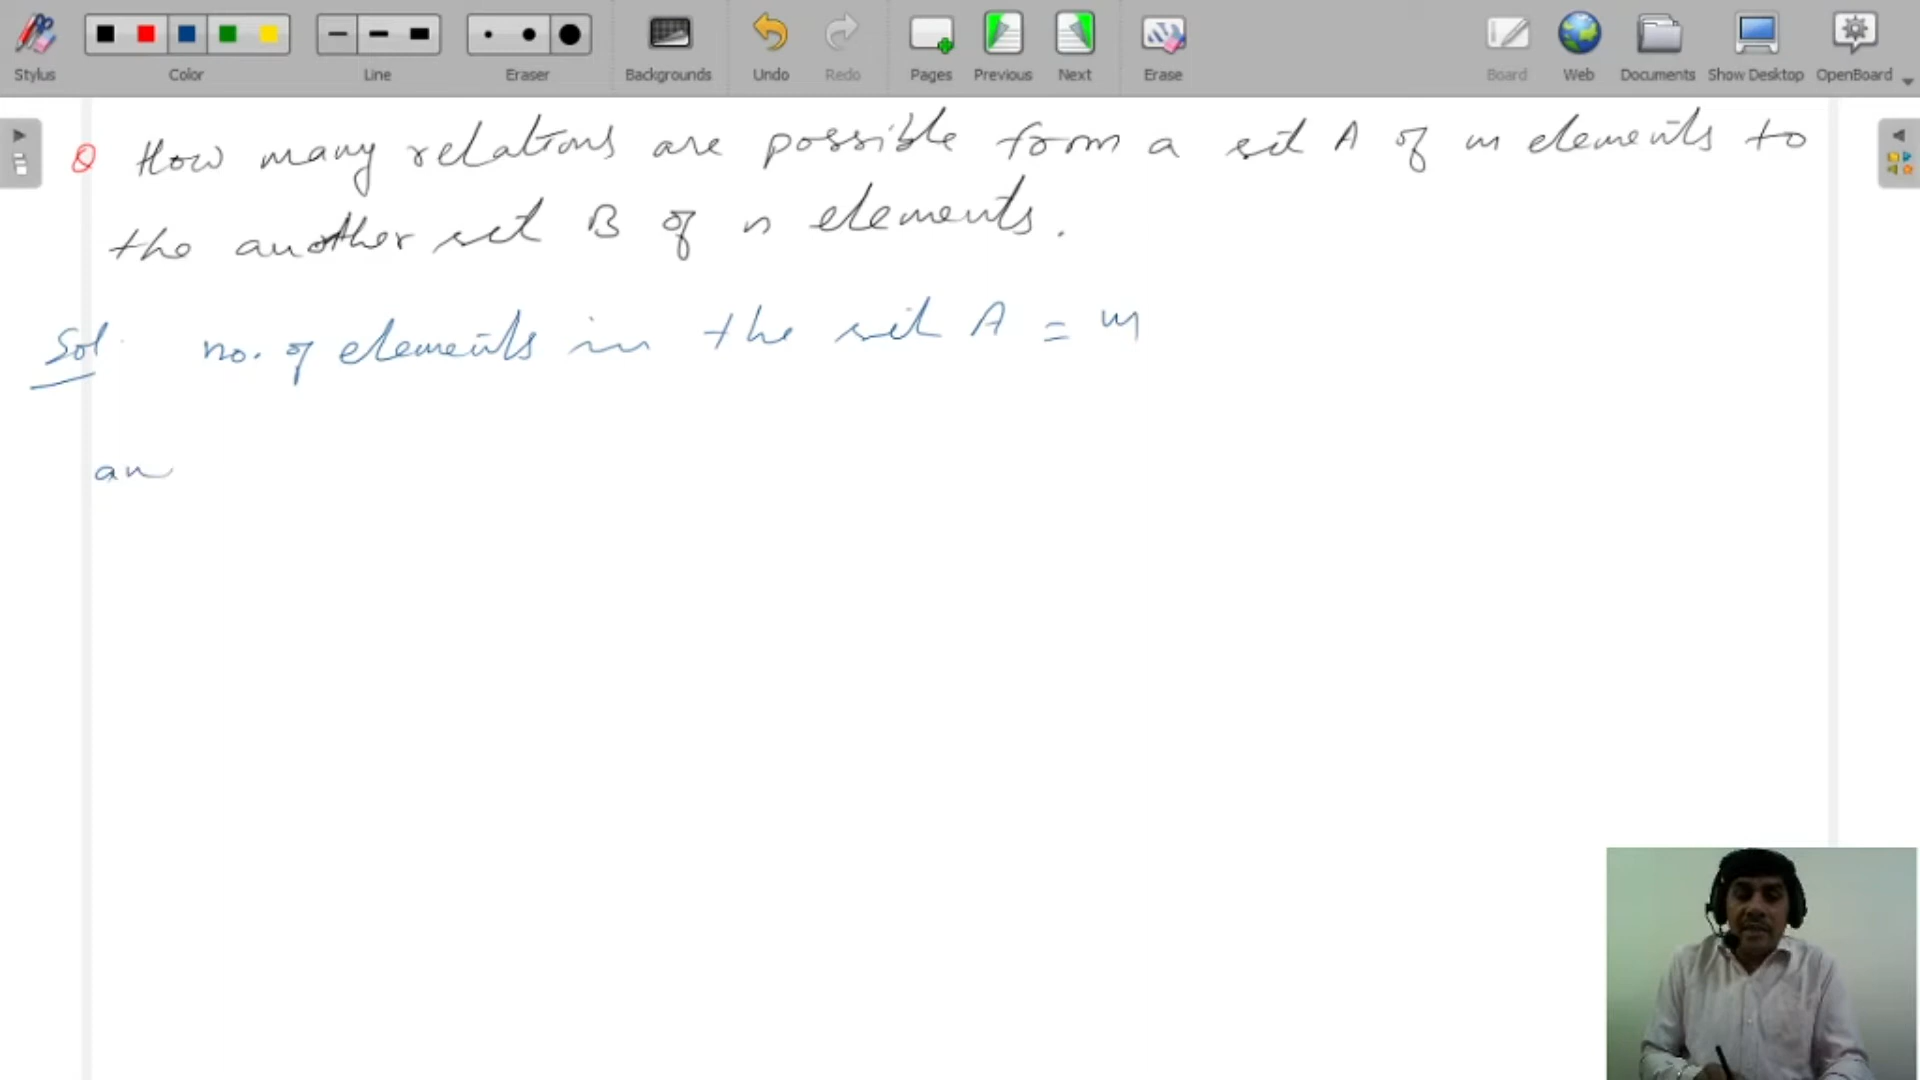 Stylus Color Line Eraser Backgrounds Undo Redo Pages Previous Next Erase Board Web Documents Show Desktop OpenBoard
Q How many relations are possible form a set A of m elements to
the another set B of n elements.
Sol. no. of elements in the set A = m
an